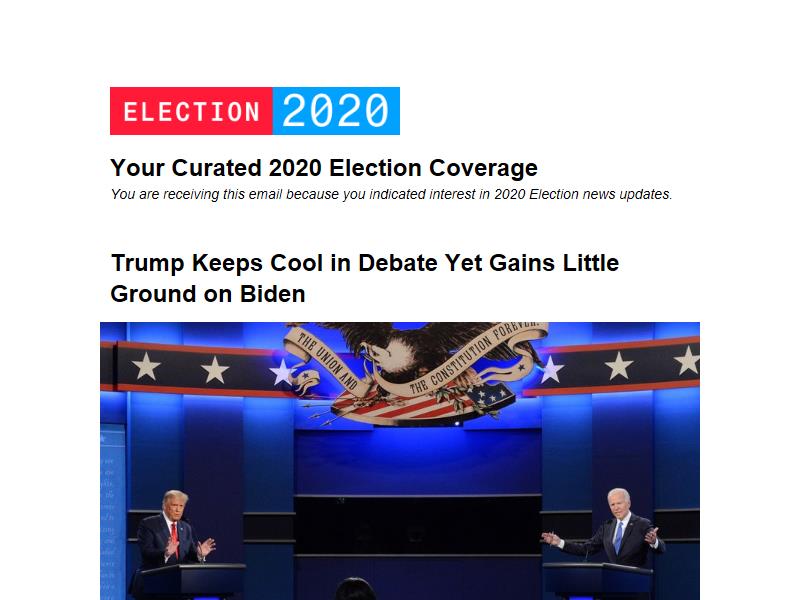 ELECTION 2020
Your Curated 2020 Election Coverage
You are receiving this email because you indicated interest in 2020 Election news updates.
Trump Keeps Cool in Debate Yet Gains Little
Ground on Biden
THE UNION AND
THE CONSTITUTION FOREVER.